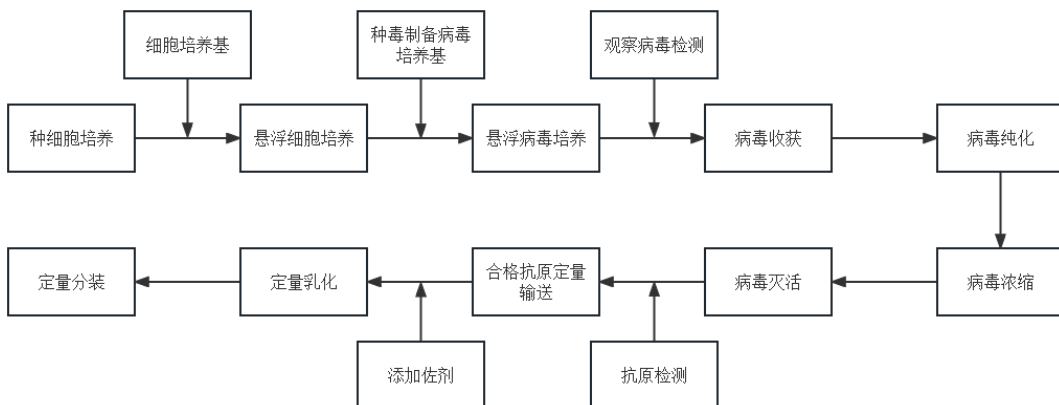 细胞培养基
种毒制备病毒
培养基
观察病毒检测
种细胞培养
悬浮细胞培养
悬浮病毒培养
病毒收获
病毒纯化
定量分装
定量乳化
合格抗原定量
输送
病毒灭活
病毒浓缩
添加佐剂
抗原检测